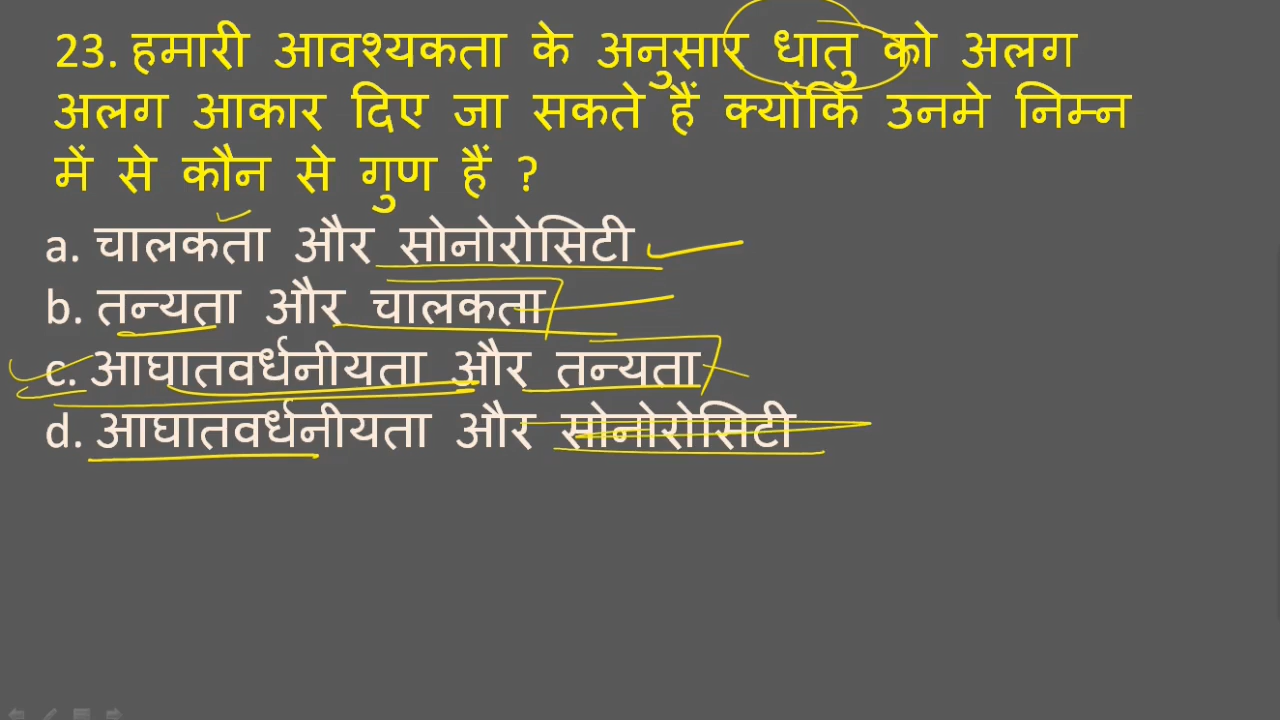 23. हमारी आवश्यकता के अनुसार धातु को अलग
अलग आकार दिए जा सकते हैं क्योंकि उनमे निम्न
में से कौन से गुण हैं ?
a. चालकता और सोनोरोसिटी
b. तन्यता और चालकता
c. आघातवर्धनीयता और तन्यता
d. आघातवर्धनीयता और सोनोरोसिटी